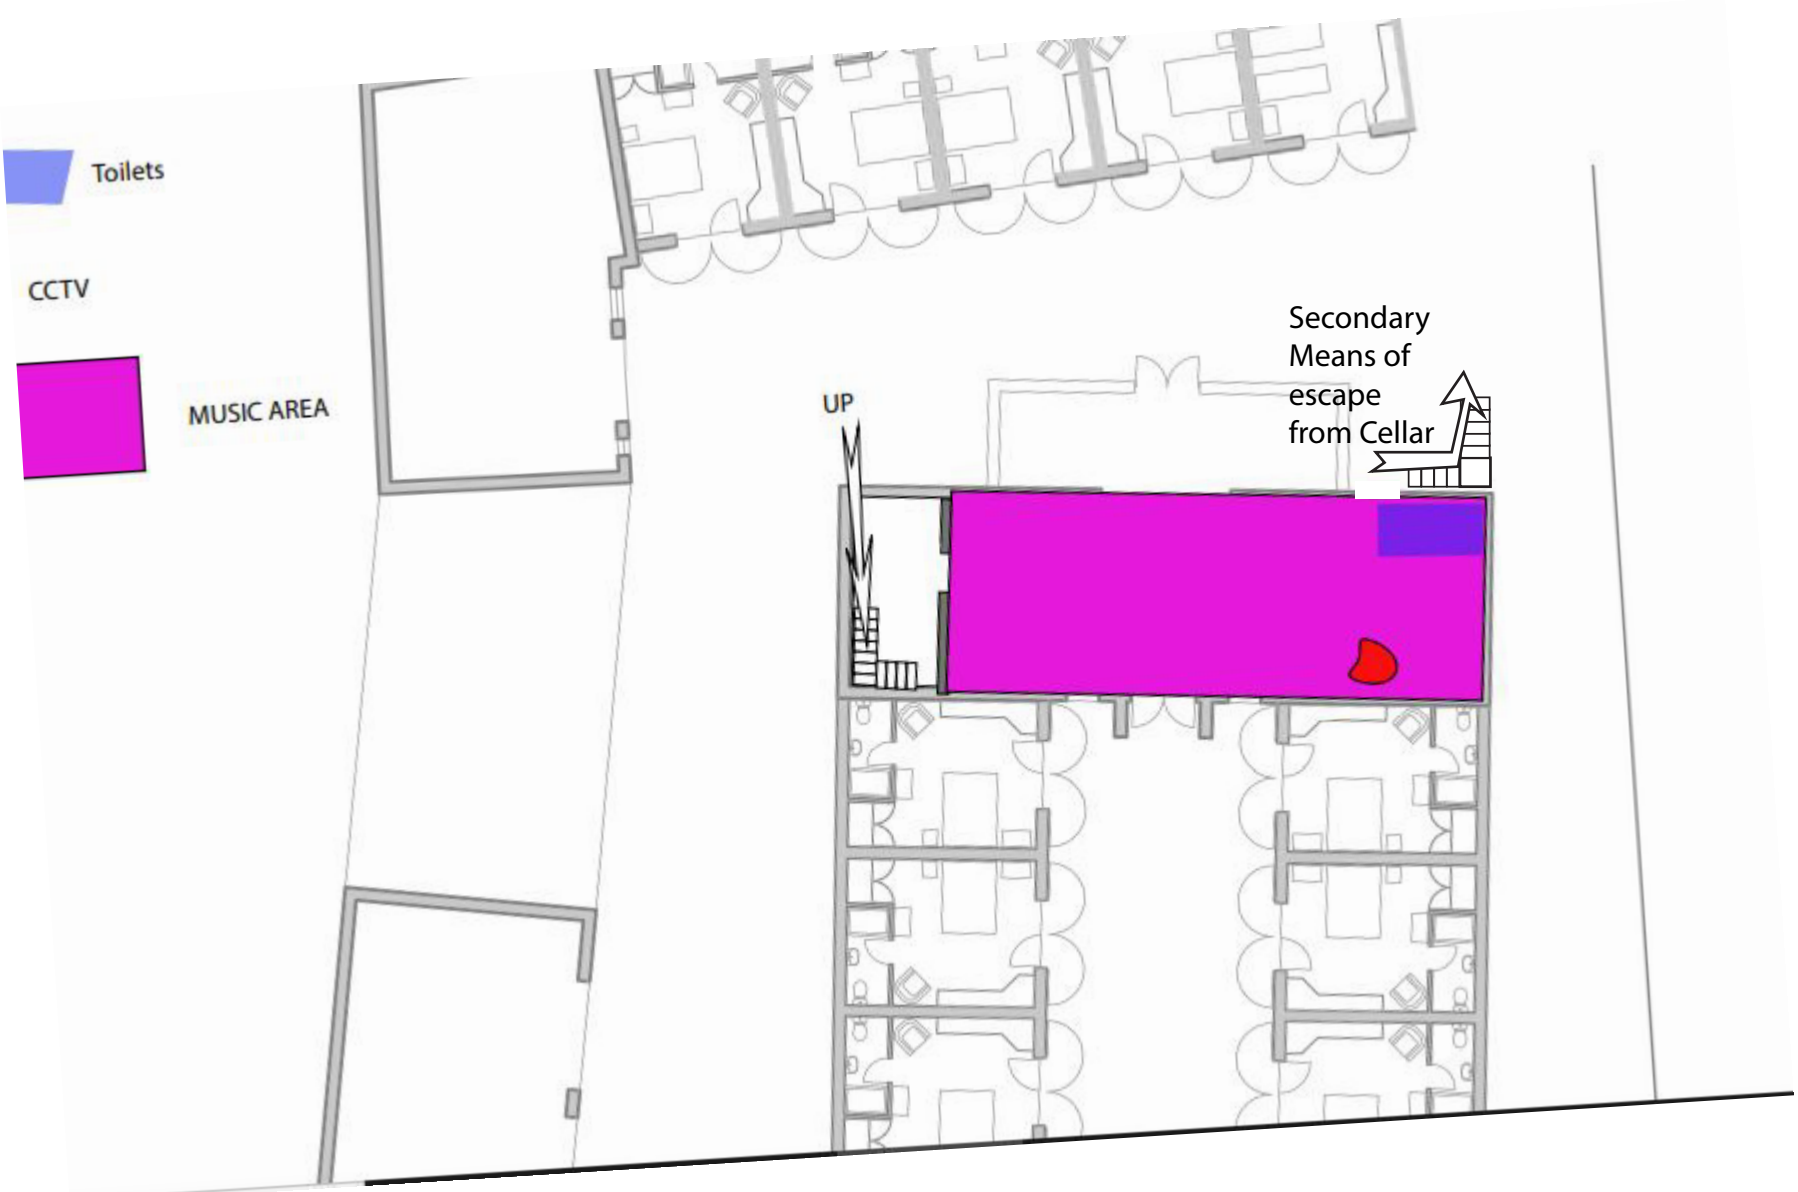 Toilets
CCTV
MUSIC AREA
UP
Secondary
Means of
escape
from Cellar